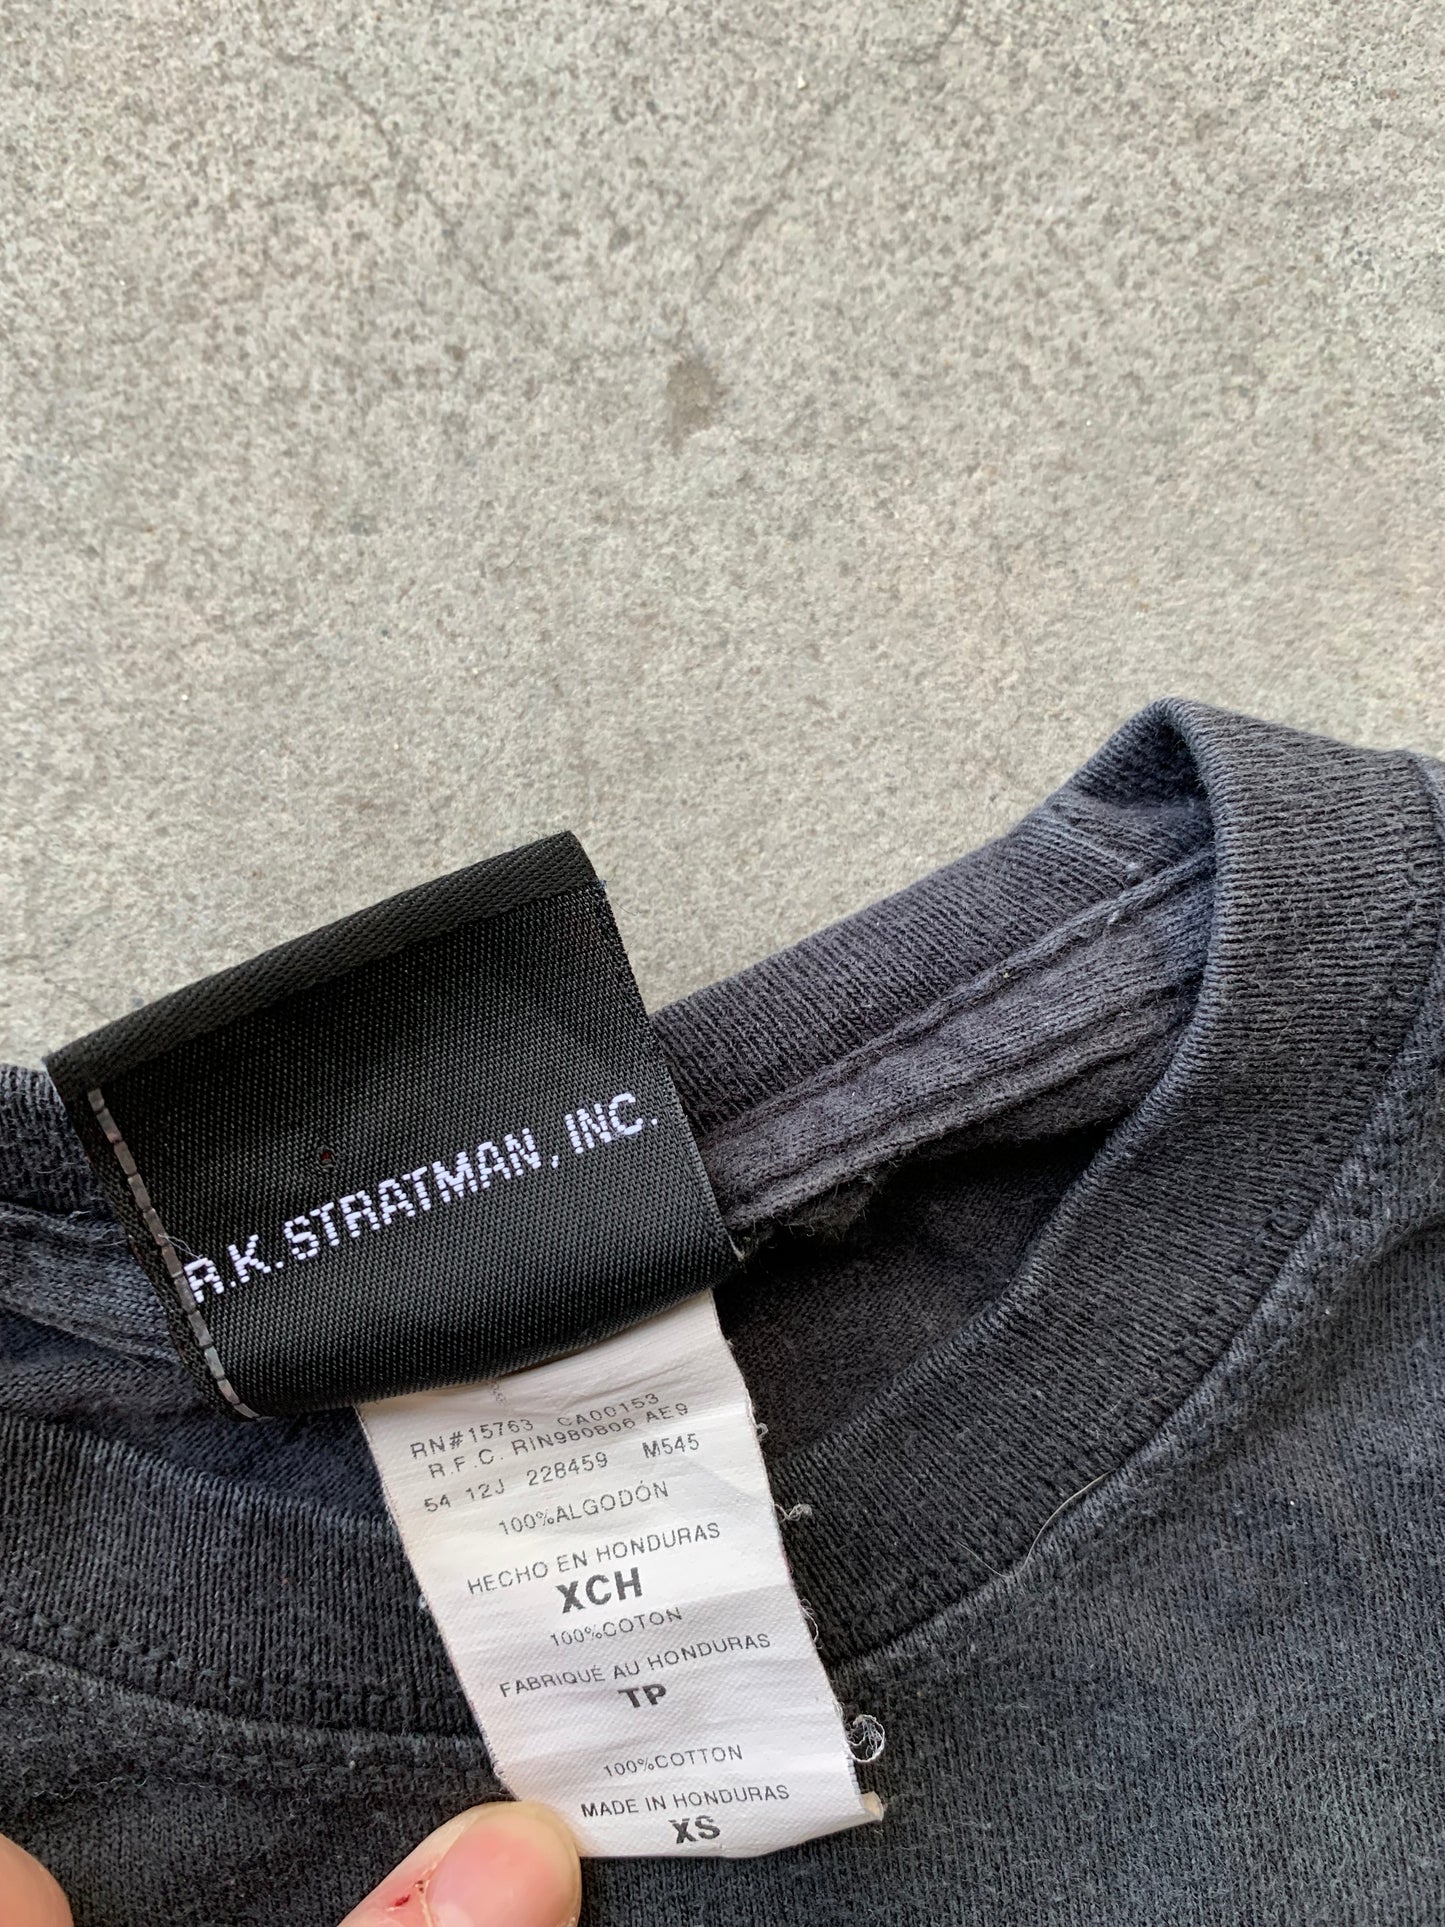 R.K.STRATMAN, INC.
RN#15763 CA00153
R.F.C. RIN980806 AE9
54 12J 228459 M545
100%ALGODÓN
HECHO EN HONDURAS
XCH
100%COTON
FABRIQUÉ AU HONDURAS
TP
100%COTTON
MADE IN HONDURAS
XS